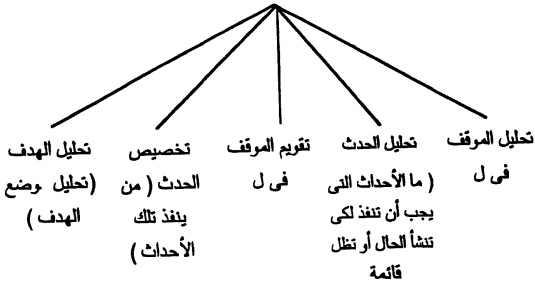 تحليل الموقف
فى ل
تحليل الحدث
( ما الأحداث التى
يجب أن تنفذ لكى
تنشأ الحال أو تظل
قائمة
تقويم الموقف
فى ل
تخصيص
الحدث ( من
ينفذ تلك
الأحداث )
تحليل الهدف
(تحليل وضع
الهدف )